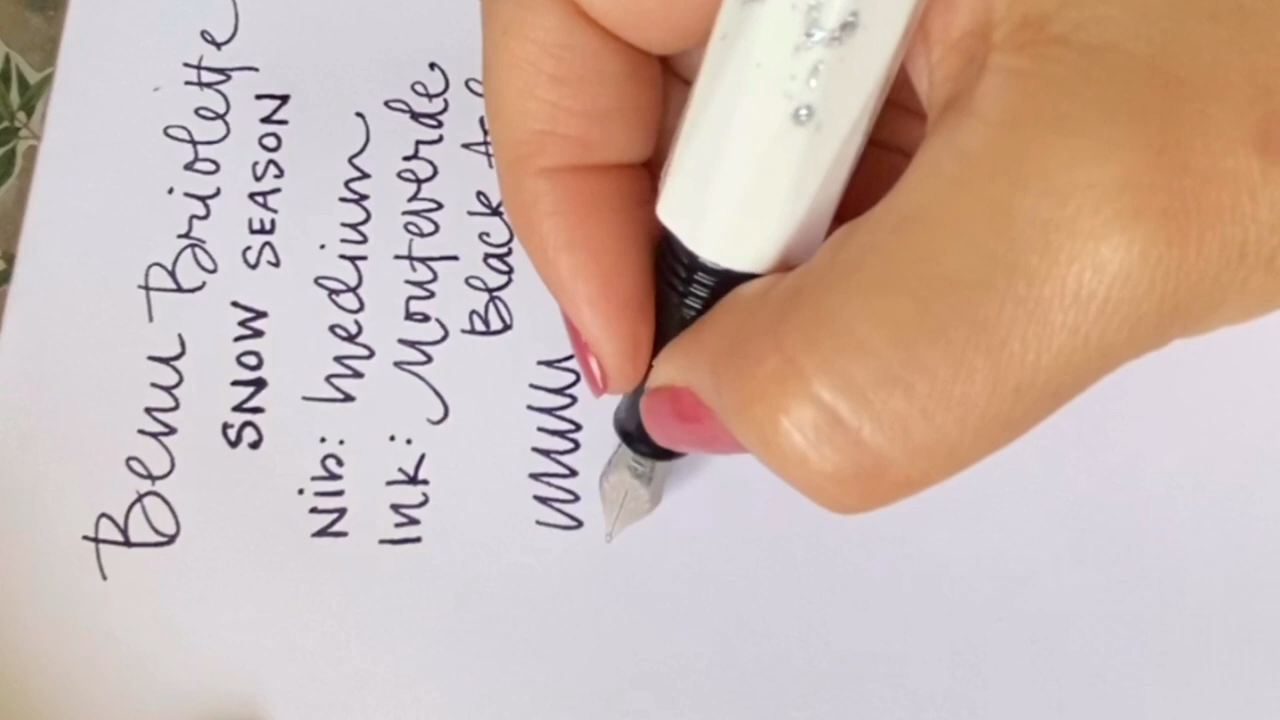 Benu Briolette
SNOW SEASON
Nib: medium
Ink: Monteverde
Black